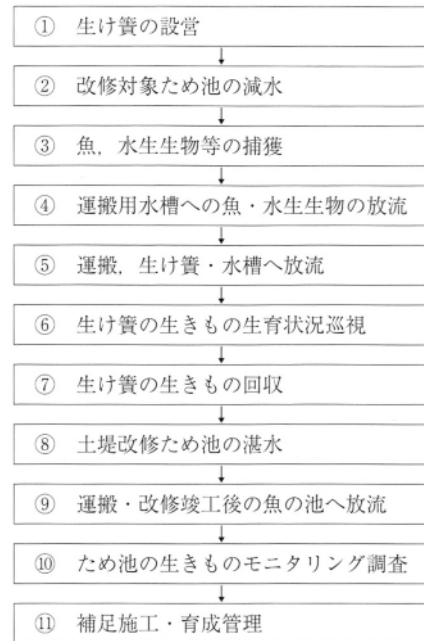 ① 生け簀の設営
② 改修対象ため池の減水
③ 魚，水生生物等の捕獲
④ 運搬用水槽への魚・水生生物の放流
⑤ 運搬，生け簀・水槽へ放流
⑥ 生け簀の生きもの生育状況巡視
⑦ 生け簀の生きもの回収
⑧ 土堤改修ため池の湛水
⑨ 運搬・改修竣工後の魚の池へ放流
⑩ ため池の生きものモニタリング調査
⑪ 補足施工・育成管理